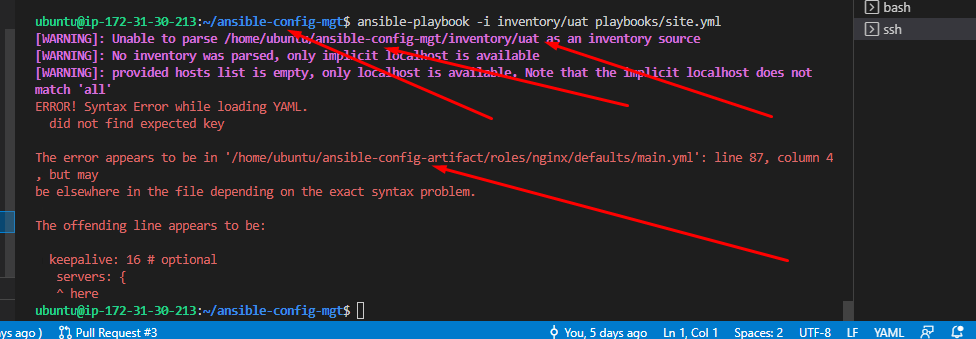 ubuntu@ip-172-31-30-213:~/ansible-config-mgt$ ansible-playbook -i inventory/uat playbooks/site.yml
[WARNING]: Unable to parse /home/ubuntu/ansible-config-mgt/inventory/uat as an inventory source
[WARNING]: No inventory was parsed, only implicit localhost is available
[WARNING]: provided hosts list is empty, only localhost is available. Note that the implicit localhost does not
match 'all'
ERROR! Syntax Error while loading YAML.
  did not find expected key

The error appears to be in '/home/ubuntu/ansible-config-artifact/roles/nginx/defaults/main.yml': line 87, column 4
, but may
be elsewhere in the file depending on the exact syntax problem.

The offending line appears to be:

  keepalive: 16 # optional
   servers: {
   ^ here
ubuntu@ip-172-31-30-213:~/ansible-config-mgt$
bash
ssh
ys ago ) Pull Request #3 You, 5 days ago Ln 1, Col 1 Spaces: 2 UTF-8 LF YAML